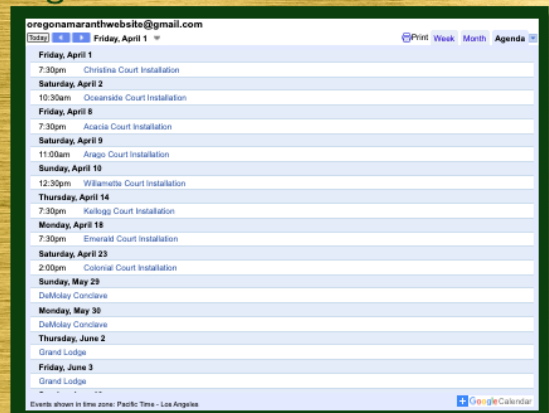 oregonamaranthwebsite@gmail.com
Today Friday, April 1 Print Week Month Agenda
Friday, April 1
7:30pm Christina Court Installation
Saturday, April 2
10:30am Oceanside Court Installation
Friday, April 8
7:30pm Acacia Court Installation
Saturday, April 9
11:00am Arago Court Installation
Sunday, April 10
12:30pm Willamette Court Installation
Thursday, April 14
7:30pm Kellogg Court Installation
Monday, April 18
7:30pm Emerald Court Installation
Saturday, April 23
2:00pm Colonial Court Installation
Sunday, May 29
DeMolay Conclave
Monday, May 30
DeMolay Conclave
Thursday, June 2
Grand Lodge
Friday, June 3
Grand Lodge
Events shown in time zone: Pacific Time - Los Angeles
Google Calendar